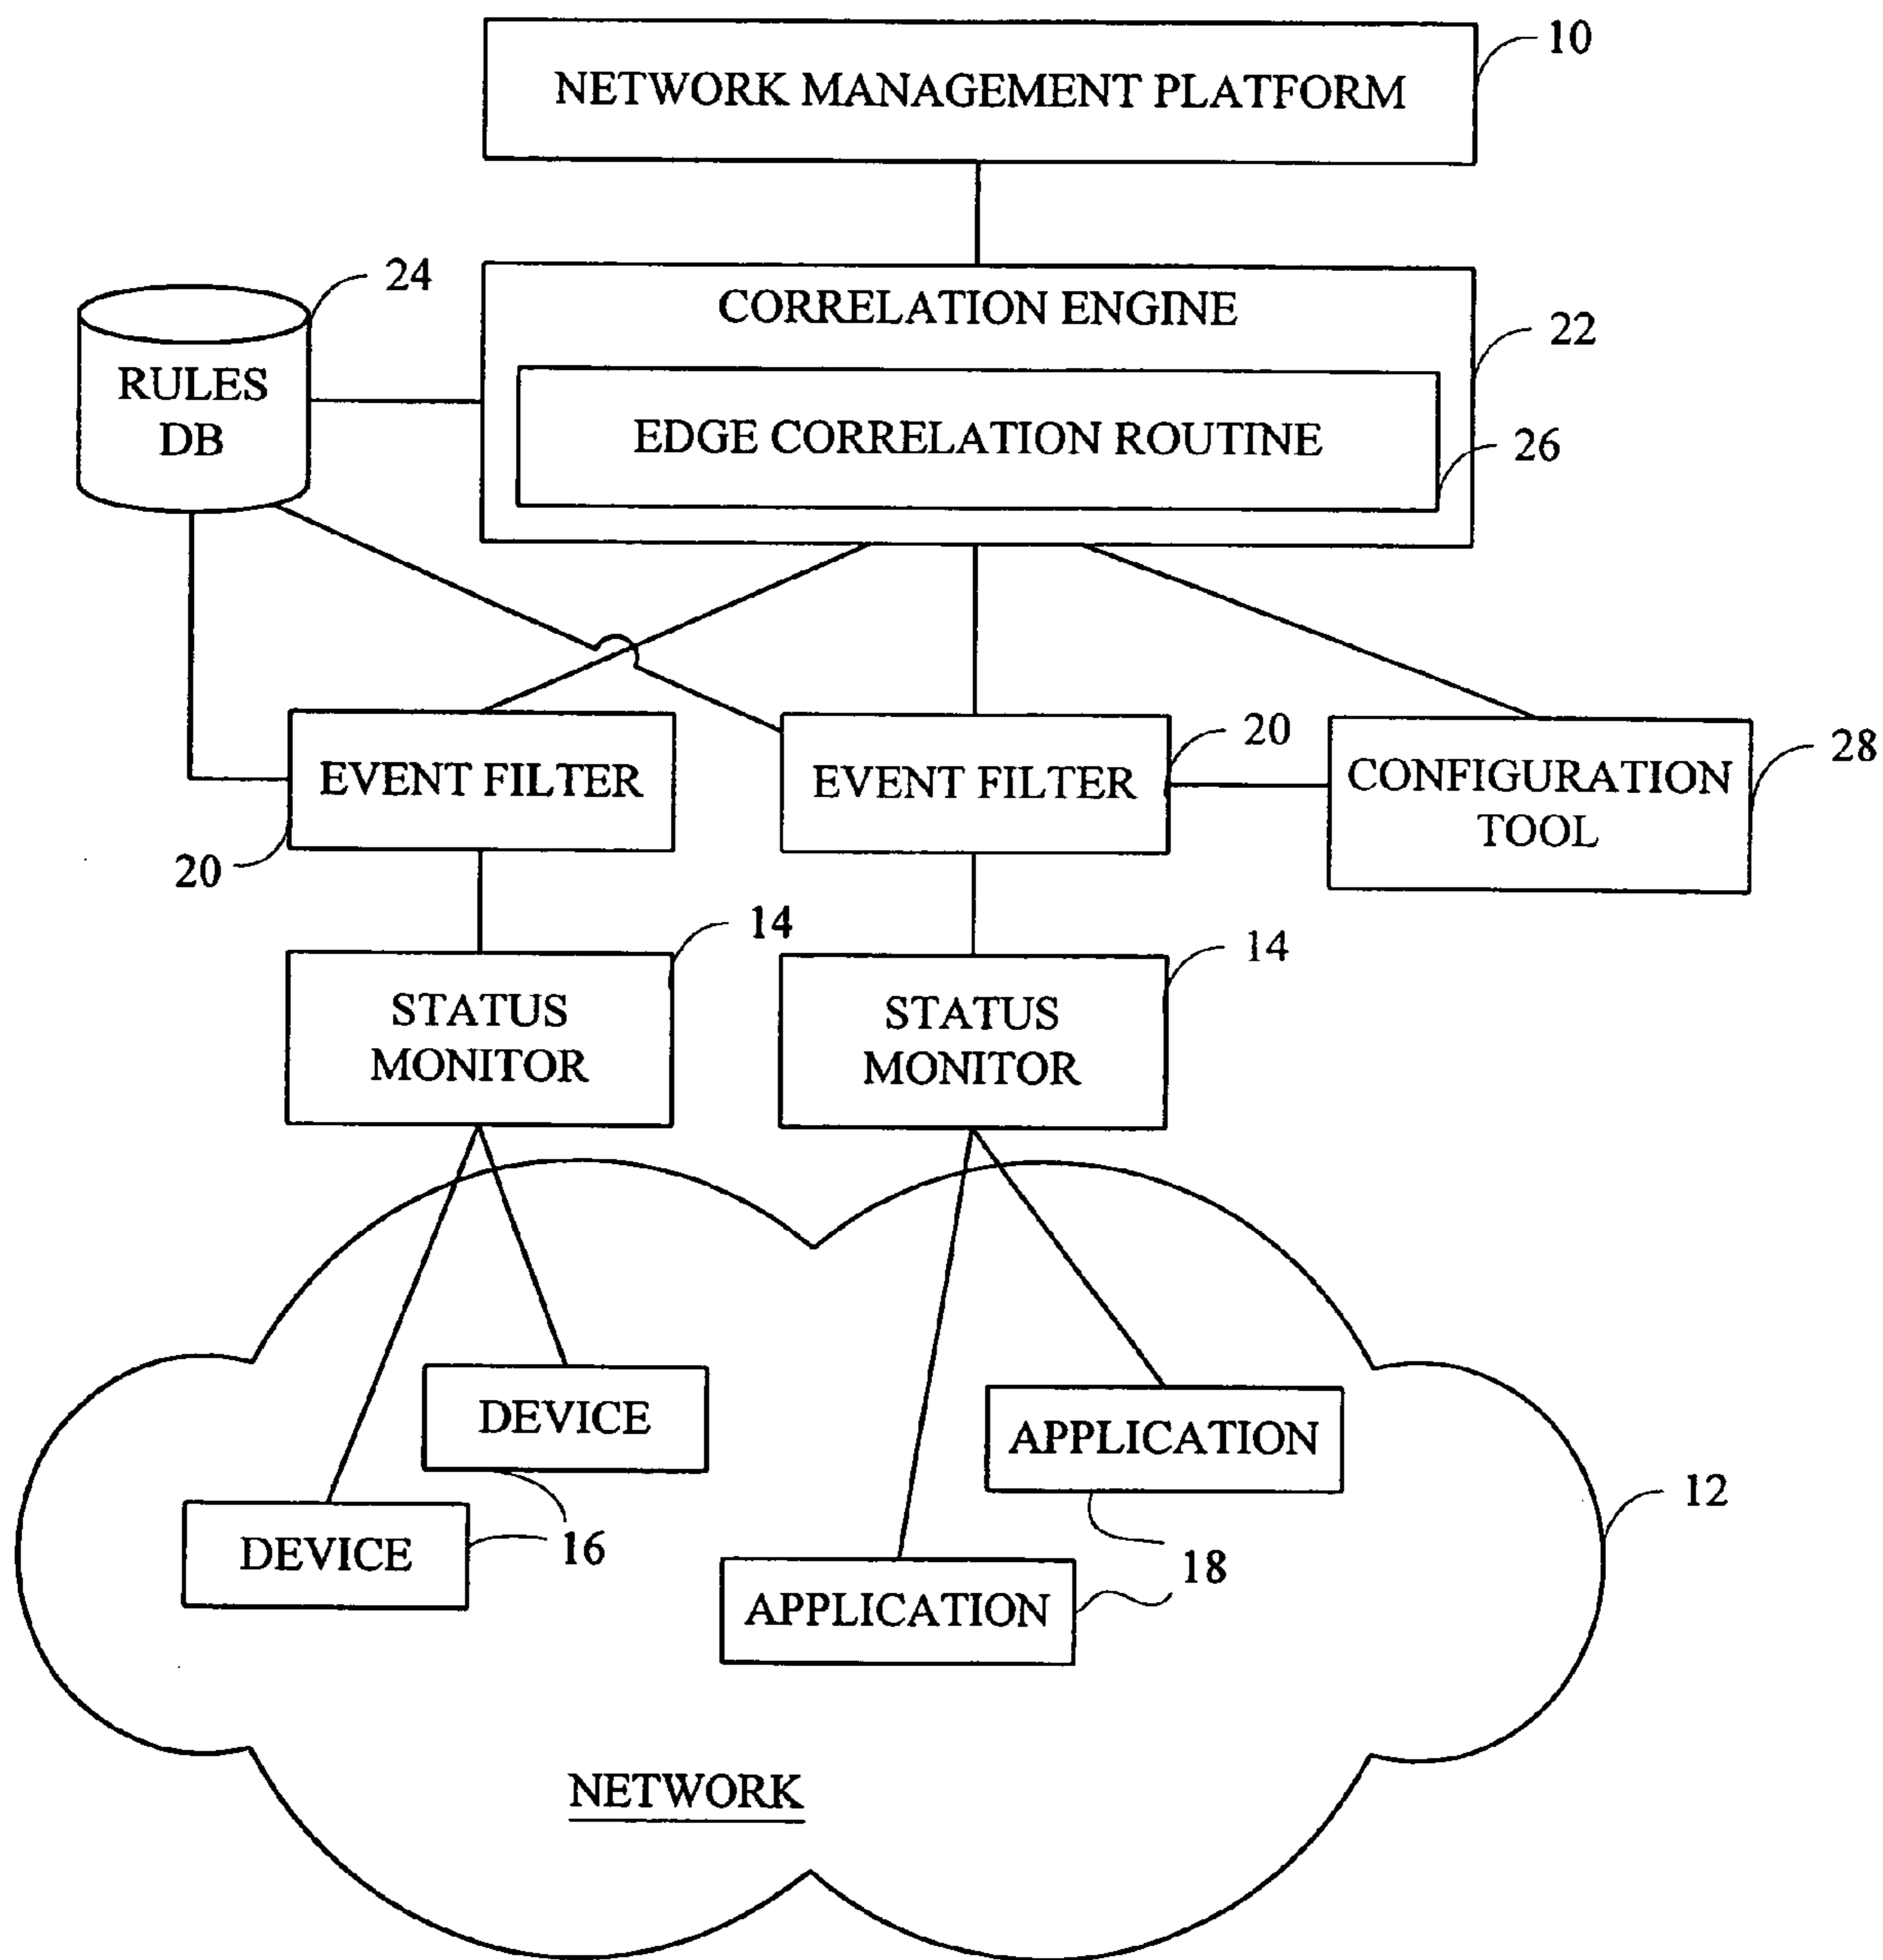 10
NETWORK MANAGEMENT PLATFORM
24
CORRELATION ENGINE
22
RULES
DB
EDGE CORRELATION ROUTINE
26
EVENT FILTER
20
EVENT FILTER
20
CONFIGURATION
TOOL
28
14
STATUS
MONITOR
14
STATUS
MONITOR
DEVICE
APPLICATION
12
DEVICE
16
18
APPLICATION
NETWORK